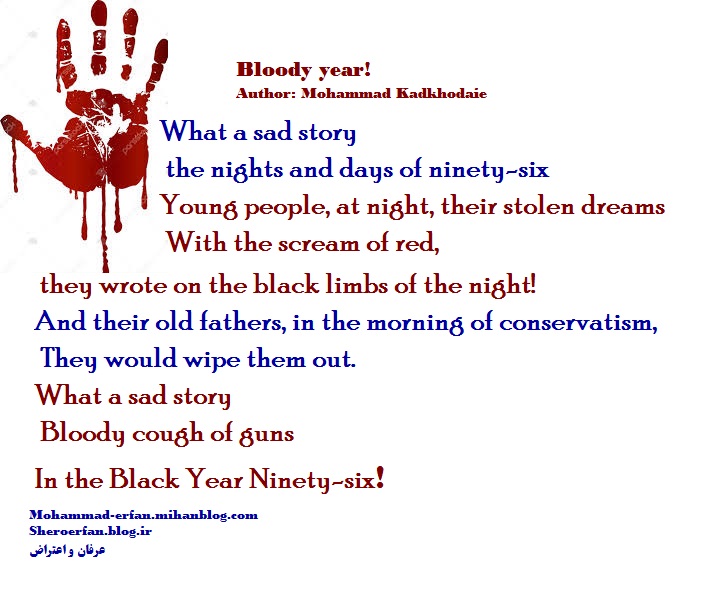 Bloody year!
Author: Mohammad Kadkhodaie
What a sad story
the nights and days of ninety-six
Young people, at night, their stolen dreams
With the scream of red,
they wrote on the black limbs of the night!
And their old fathers, in the morning of conservatism,
They would wipe them out.
What a sad story
Bloody cough of guns
In the Black Year Ninety-six!
Mohammad-erfan.mihanblog.com
Sheroerfan.blog.ir
عرفان و اعتراض